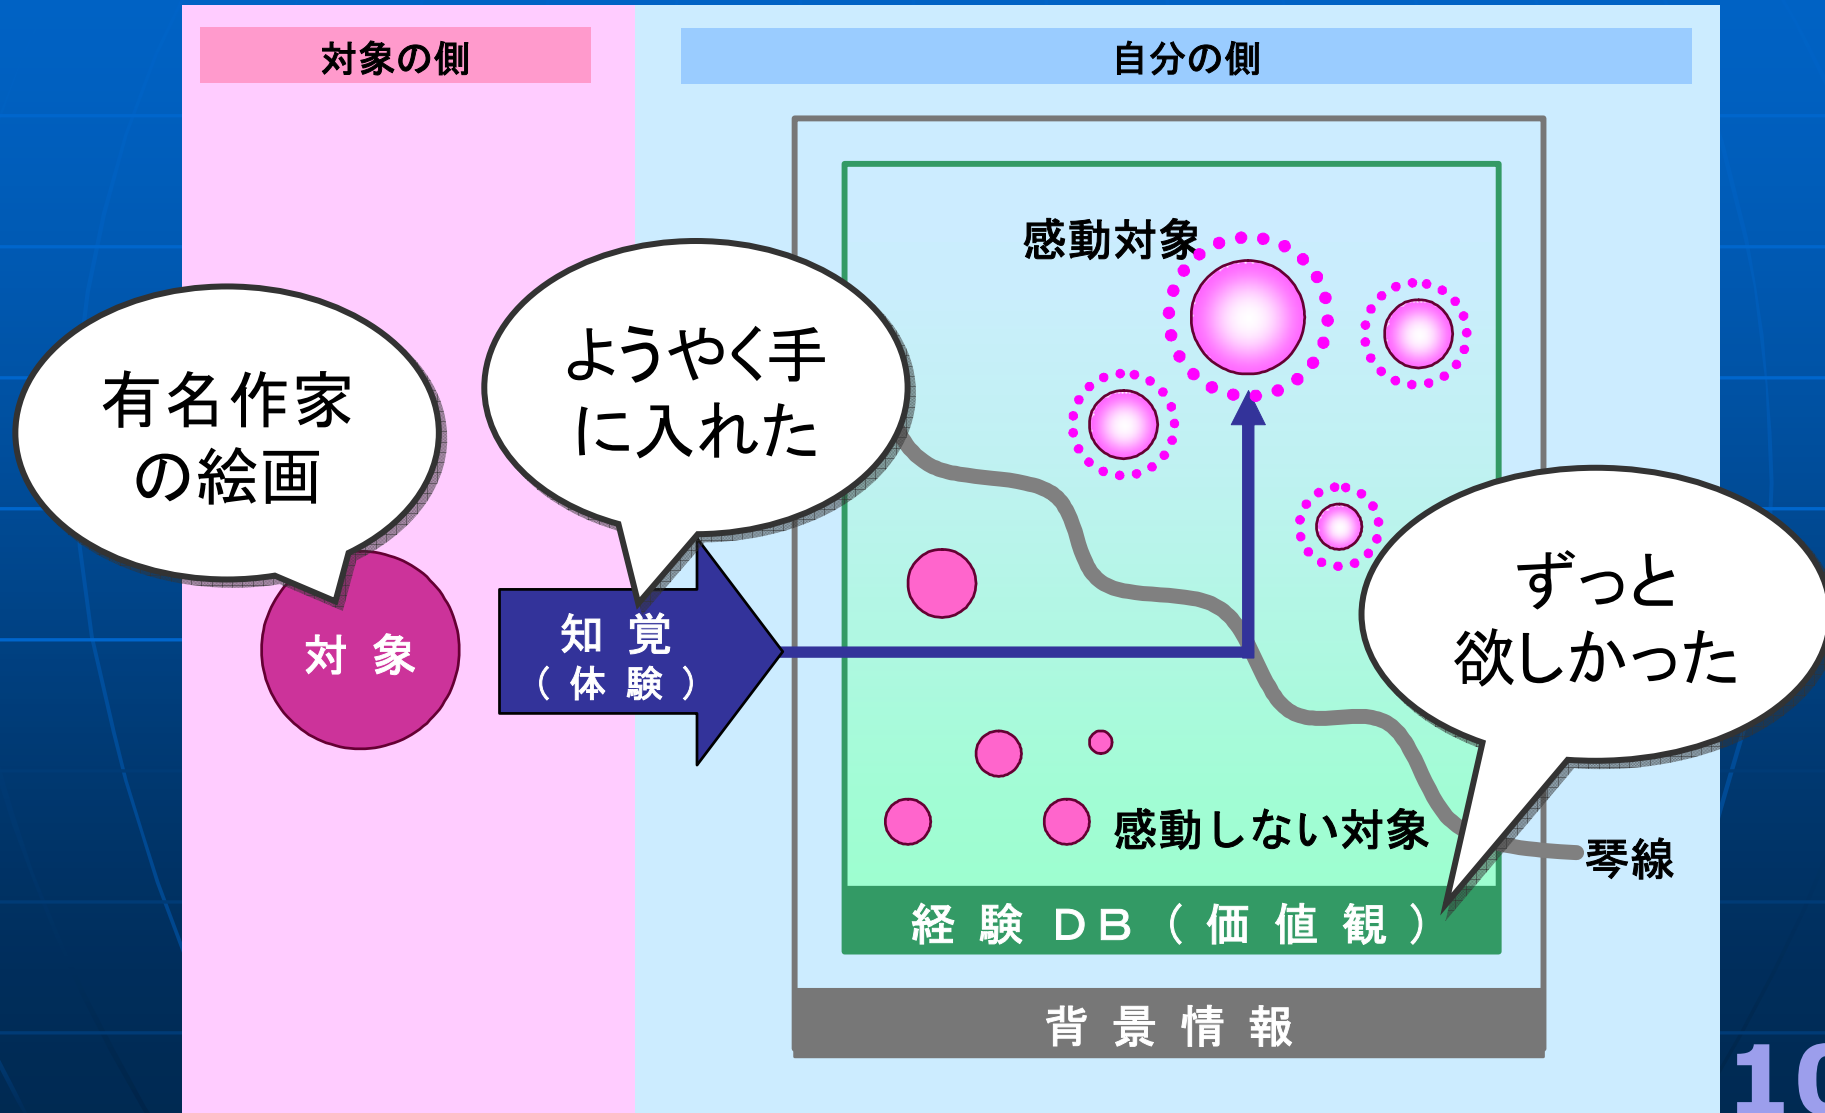 対象の側
自分の側
感動対象
有名作家
の絵画
ようやく手
に入れた
ずっと
欲しかった
対象
知覚
(体験)
感動しない対象
琴線
経験DB(価値観)
背景情報